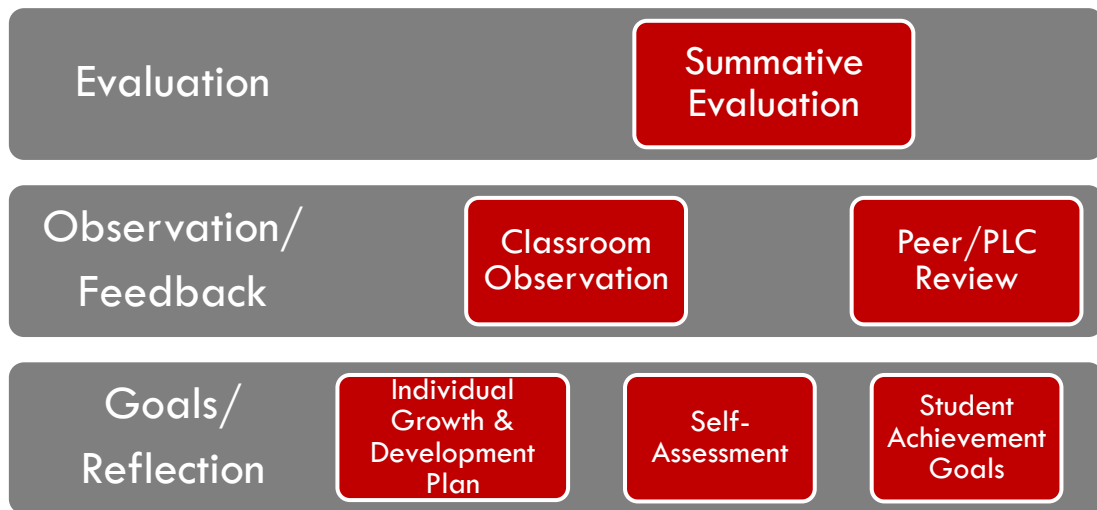 Evaluation
Summative
Evaluation
Observation/
Feedback
Classroom
Observation
Peer/PLC
Review
Goals/
Reflection
Individual
Growth &
Development
Plan
Self-
Assessment
Student
Achievement
Goals